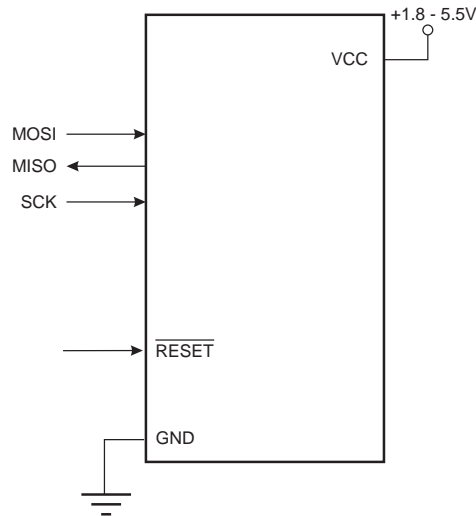 +1.8 - 5.5V
VCC
MOSI
MISO
SCK
RESET
GND